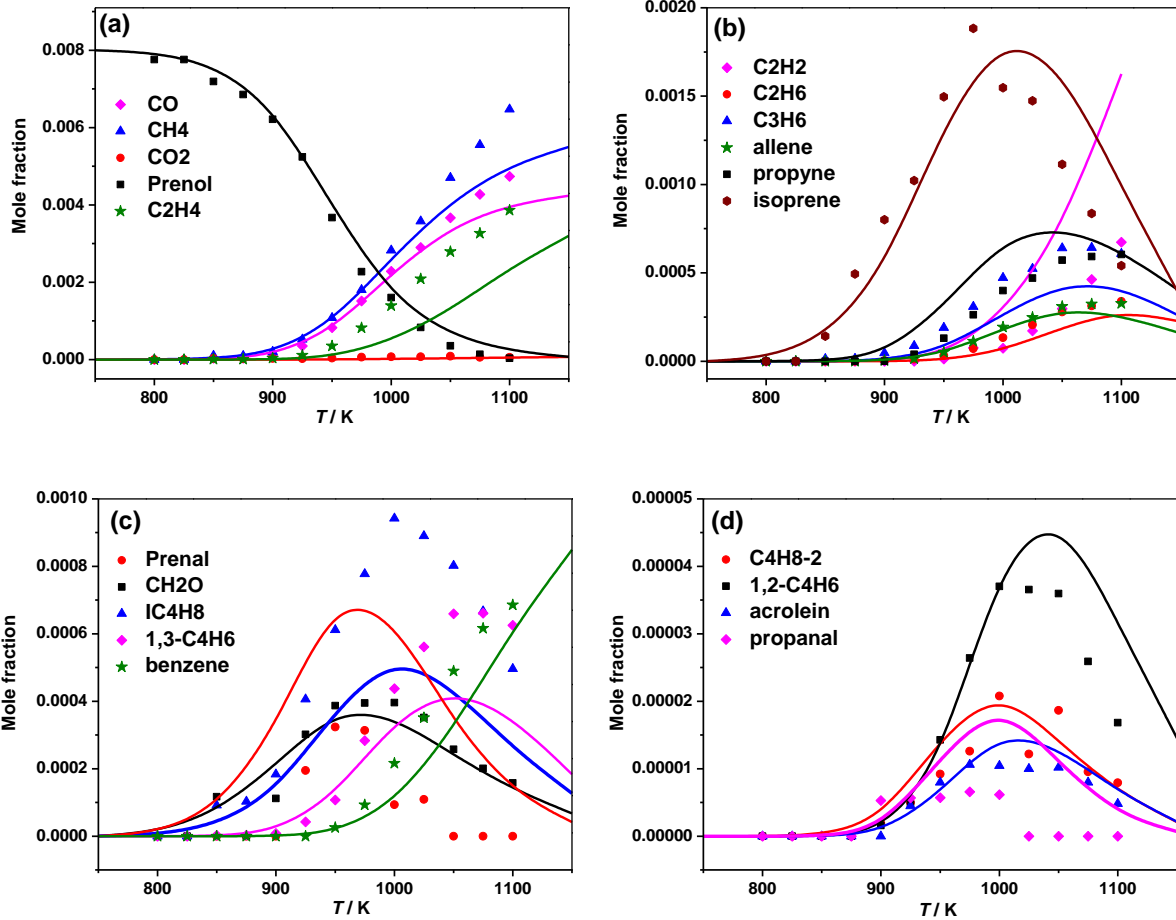 (a)
0.008
0.006
0.004
0.002
0.000
Mole fraction
CO
CH4
CO2
Prenol
C2H4
800 900 1000 1100
T / K
(b)
0.0020
0.0015
0.0010
0.0005
0.0000
Mole fraction
C2H2
C2H6
C3H6
allene
propyne
isoprene
800 900 1000 1100
T / K
(c)
0.0010
0.0008
0.0006
0.0004
0.0002
0.0000
Mole fraction
Prenal
CH2O
IC4H8
1,3-C4H6
benzene
800 900 1000 1100
T / K
(d)
0.00005
0.00004
0.00003
0.00002
0.00001
0.00000
Mole fraction
C4H8-2
1,2-C4H6
acrolein
propanal
800 900 1000 1100
T / K